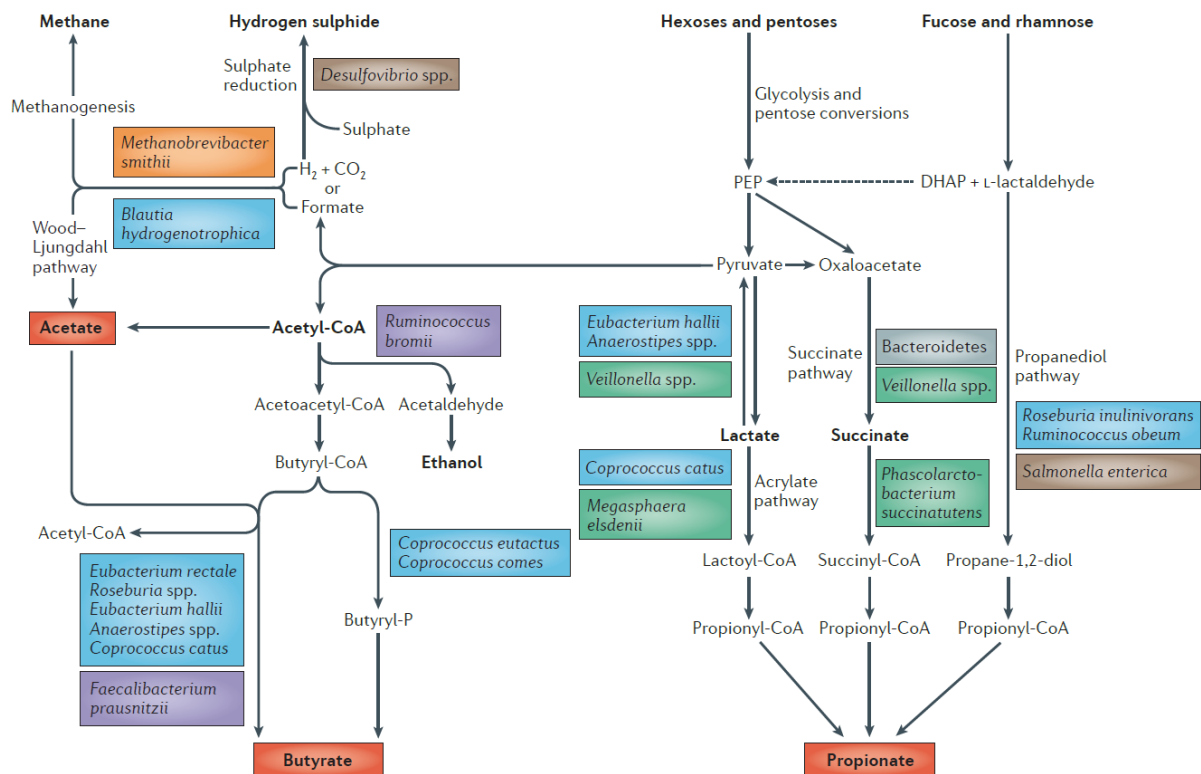 Methane
Hydrogen sulphide
Hexoses and pentoses
Fucose and rhamnose
Sulphate
reduction
Desulfovibrio spp.
Methanogenesis
Sulphate
Glycolysis and
pentose conversions
Methanobrevibacter
smithii
H₂ + CO₂
or
Formate
PEP
DHAP + L-lactaldehyde
Blautia
hydrogenotrophica
Wood–
Ljungdahl
pathway
Pyruvate
Oxaloacetate
Acetate
Acetyl-CoA
Ruminococcus
bromii
Eubacterium hallii
Anaerostipes spp.
Veillonella spp.
Succinate
pathway
Bacteroidetes
Veillonella spp.
Propanediol
pathway
Acetoacetyl-CoA
Acetaldehyde
Roseburia inulinivorans
Ruminococcus obeum
Salmonella enterica
Butyryl-CoA
Ethanol
Lactate
Succinate
Coprococcus catus
Megasphaera
elsdenii
Acrylate
pathway
Phascolarcto-
bacterium
succinatutens
Acetyl-CoA
Coprococcus eutactus
Coprococcus comes
Lactoyl-CoA
Succinyl-CoA
Propane-1,2-diol
Eubacterium rectale
Roseburia spp.
Eubacterium hallii
Anaerostipes spp.
Coprococcus catus
Faecalibacterium
prausnitzii
Butyryl-P
Propionyl-CoA
Propionyl-CoA
Propionyl-CoA
Butyrate
Propionate